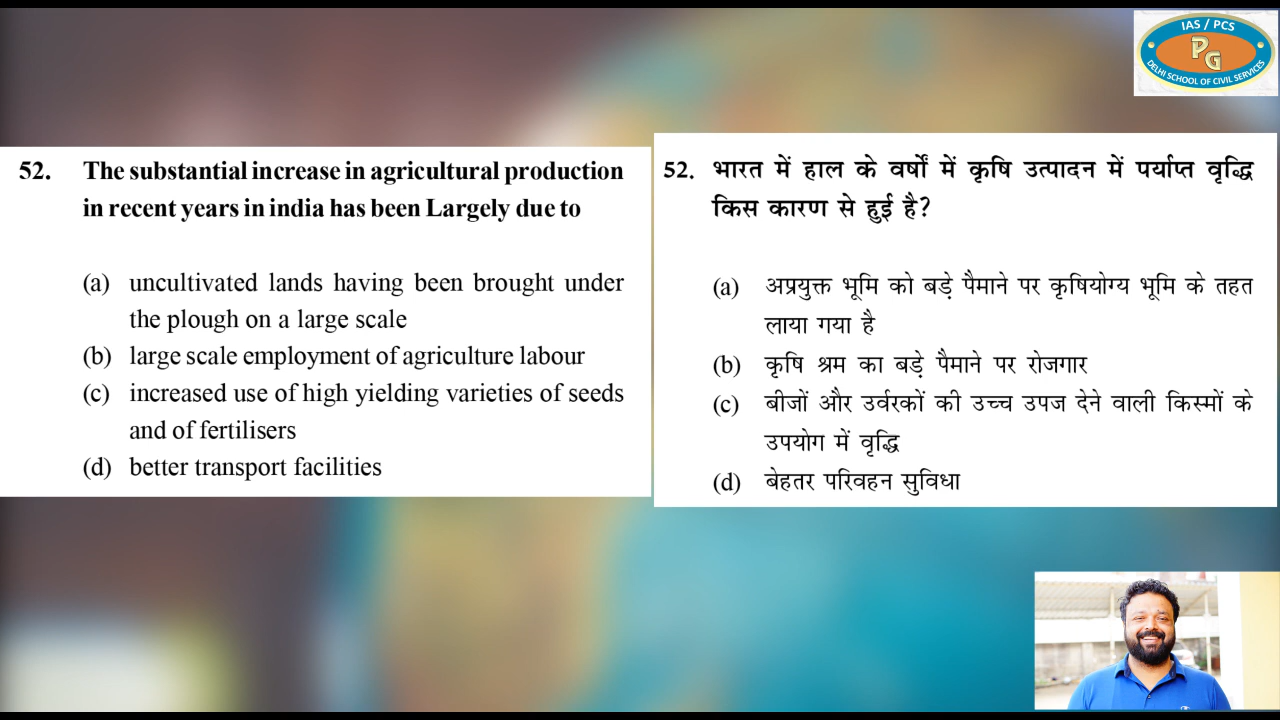 IAS / PCS
PG
DELHI SCHOOL OF CIVIL SERVICES
52. The substantial increase in agricultural production
in recent years in india has been Largely due to
(a) uncultivated lands having been brought under
the plough on a large scale
(b) large scale employment of agriculture labour
(c) increased use of high yielding varieties of seeds
and of fertilisers
(d) better transport facilities
52. भारत में हाल के वर्षों में कृषि उत्पादन में पर्याप्त वृद्धि
किस कारण से हुई है?
(a) अप्रयुक्त भूमि को बड़े पैमाने पर कृषियोग्य भूमि के तहत
लाया गया है
(b) कृषि श्रम का बड़े पैमाने पर रोजगार
(c) बीजों और उर्वरकों की उच्च उपज देने वाली किस्मों के
उपयोग में वृद्धि
(d) बेहतर परिवहन सुविधा